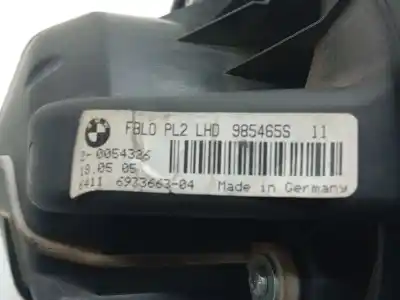 FBLO PL2 LHD 985465S 11
2-0054326
18.05 05
6411 6933663-04 Made in Germany